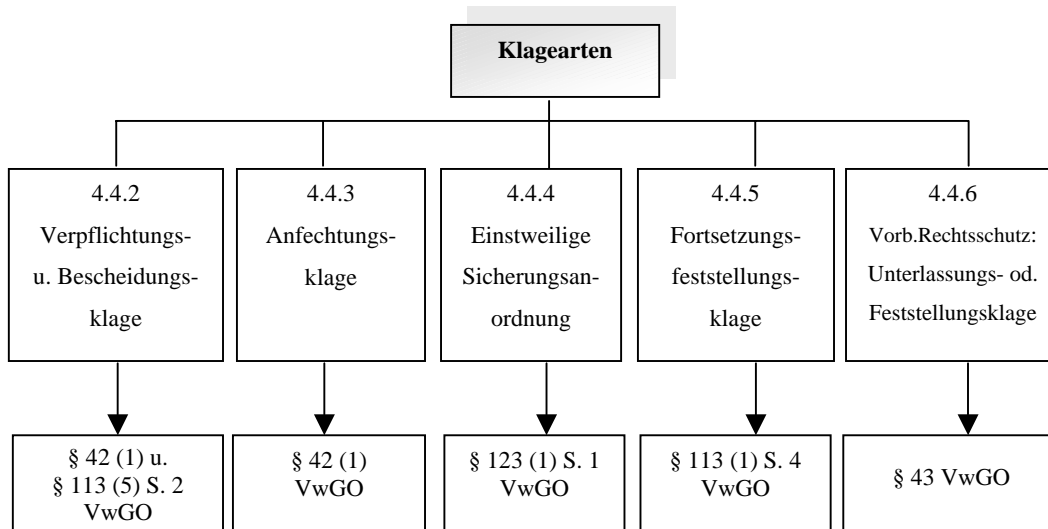 Klagearten
4.4.2
Verpflichtungs-
u. Bescheidungs-
klage
4.4.3
Anfechtungs-
klage
4.4.4
Einstweilige
Sicherungsan-
ordnung
4.4.5
Fortsetzungs-
feststellungs-
klage
4.4.6
Vorb.Rechtsschutz:
Unterlassungs- od.
Feststellungsklage
§ 42 (1) u.
§ 113 (5) S. 2
VwGO
§ 42 (1)
VwGO
§ 123 (1) S. 1
VwGO
§ 113 (1) S. 4
VwGO
§ 43 VwGO